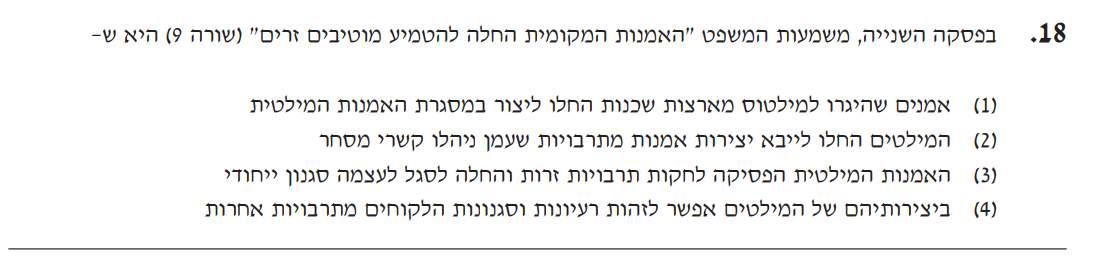 18. בפסקה השנייה, משמעות המשפט "האמנות המקומית החלה להטמיע מוטיבים זרים" (שורה 9) היא ש-
(1) אמנים שהיגרו למילטוס מארצות שכנות החלו ליצור במסגרת האמנות המילטית
(2) המילטים החלו לייבא יצירות אמנות מתרבויות שעמן ניהלו קשרי מסחר
(3) האמנות המילטית הפסיקה לחקות תרבויות זרות והחלה לסגל לעצמה סגנון ייחודי
(4) ביצירותיהם של המילטים אפשר לזהות רעיונות וסגנונות הלקוחים מתרבויות אחרות